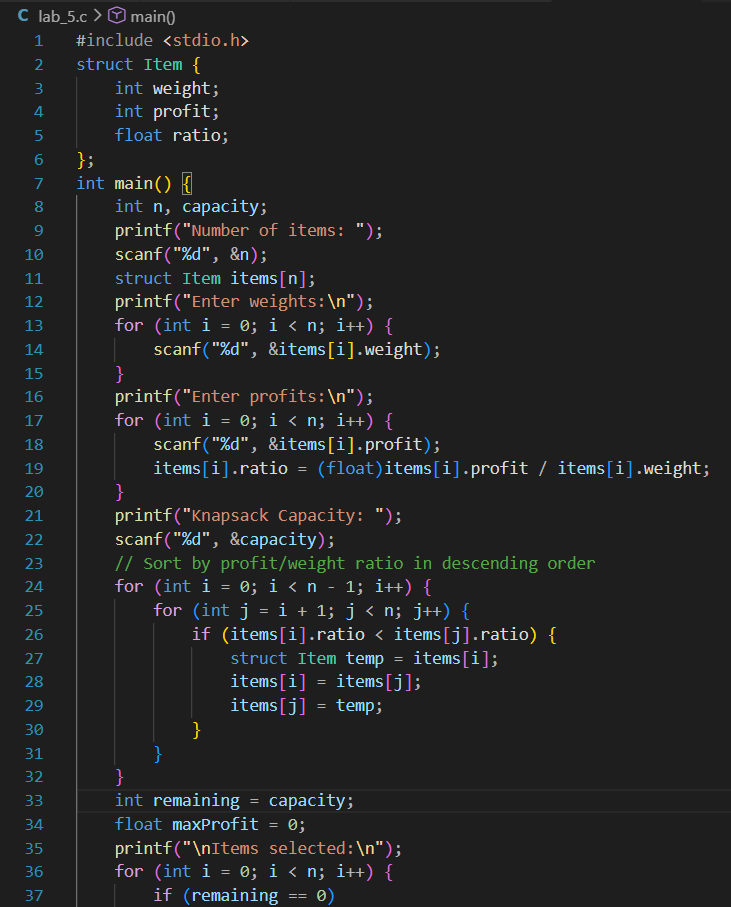 C lab_5.c > main()
1 #include <stdio.h>
2 struct Item {
3     int weight;
4     int profit;
5     float ratio;
6 };
7 int main() {
8     int n, capacity;
9     printf("Number of items: ");
10     scanf("%d", &n);
11     struct Item items[n];
12     printf("Enter weights:\n");
13     for (int i = 0; i < n; i++) {
14         scanf("%d", &items[i].weight);
15     }
16     printf("Enter profits:\n");
17     for (int i = 0; i < n; i++) {
18         scanf("%d", &items[i].profit);
19         items[i].ratio = (float)items[i].profit / items[i].weight;
20     }
21     printf("Knapsack Capacity: ");
22     scanf("%d", &capacity);
23     // Sort by profit/weight ratio in descending order
24     for (int i = 0; i < n - 1; i++) {
25         for (int j = i + 1; j < n; j++) {
26             if (items[i].ratio < items[j].ratio) {
27                 struct Item temp = items[i];
28                 items[i] = items[j];
29                 items[j] = temp;
30             }
31         }
32     }
33     int remaining = capacity;
34     float maxProfit = 0;
35     printf("\nItems selected:\n");
36     for (int i = 0; i < n; i++) {
37         if (remaining == 0)